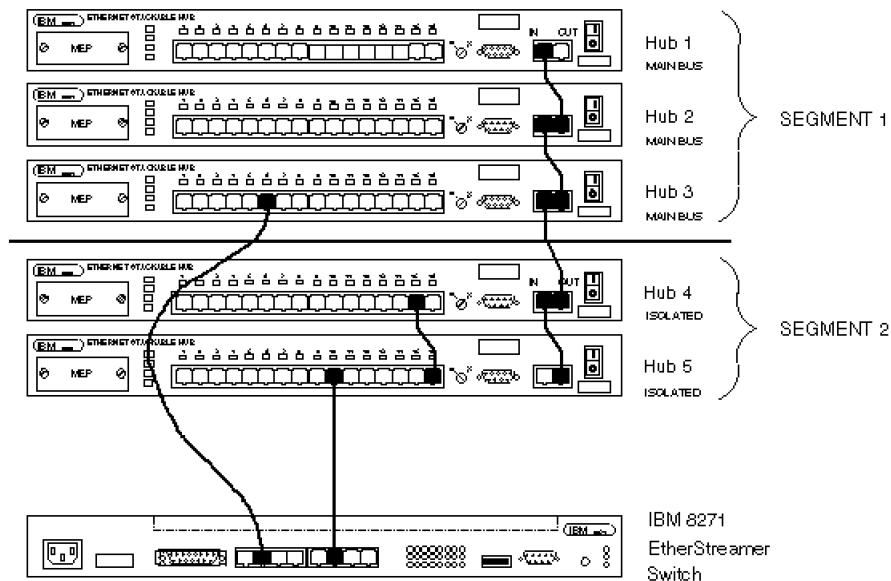 IBM ETHERNET STACKABLE HUB
MEP
IN OUT
Hub 1
MAIN BUS
IBM ETHERNET STACKABLE HUB
MEP
Hub 2
MAIN BUS
SEGMENT 1
IBM ETHERNET STACKABLE HUB
MEP
Hub 3
MAIN BUS
IBM ETHERNET STACKABLE HUB
MEP
IN OUT
Hub 4
ISOLATED
SEGMENT 2
IBM ETHERNET STACKABLE HUB
MEP
Hub 5
ISOLATED
IBM
IBM 8271
EtherStreamer
Switch